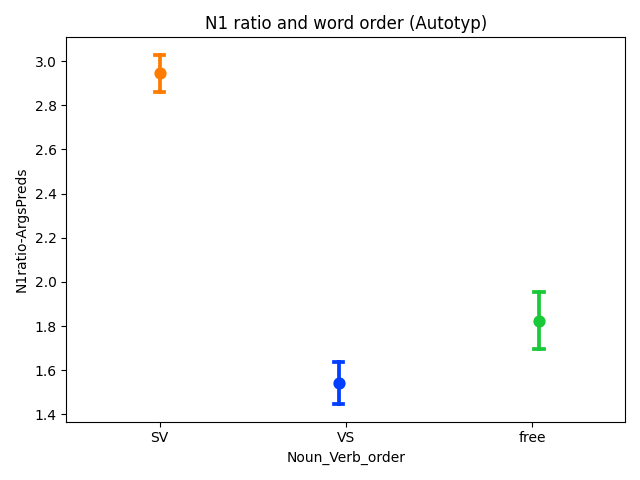 N1 ratio and word order (Autotyp)
3.0
2.8
2.6
2.4
2.2
2.0
1.8
1.6
1.4
N1ratio-ArgsPreds
SV VS free
Noun_Verb_order